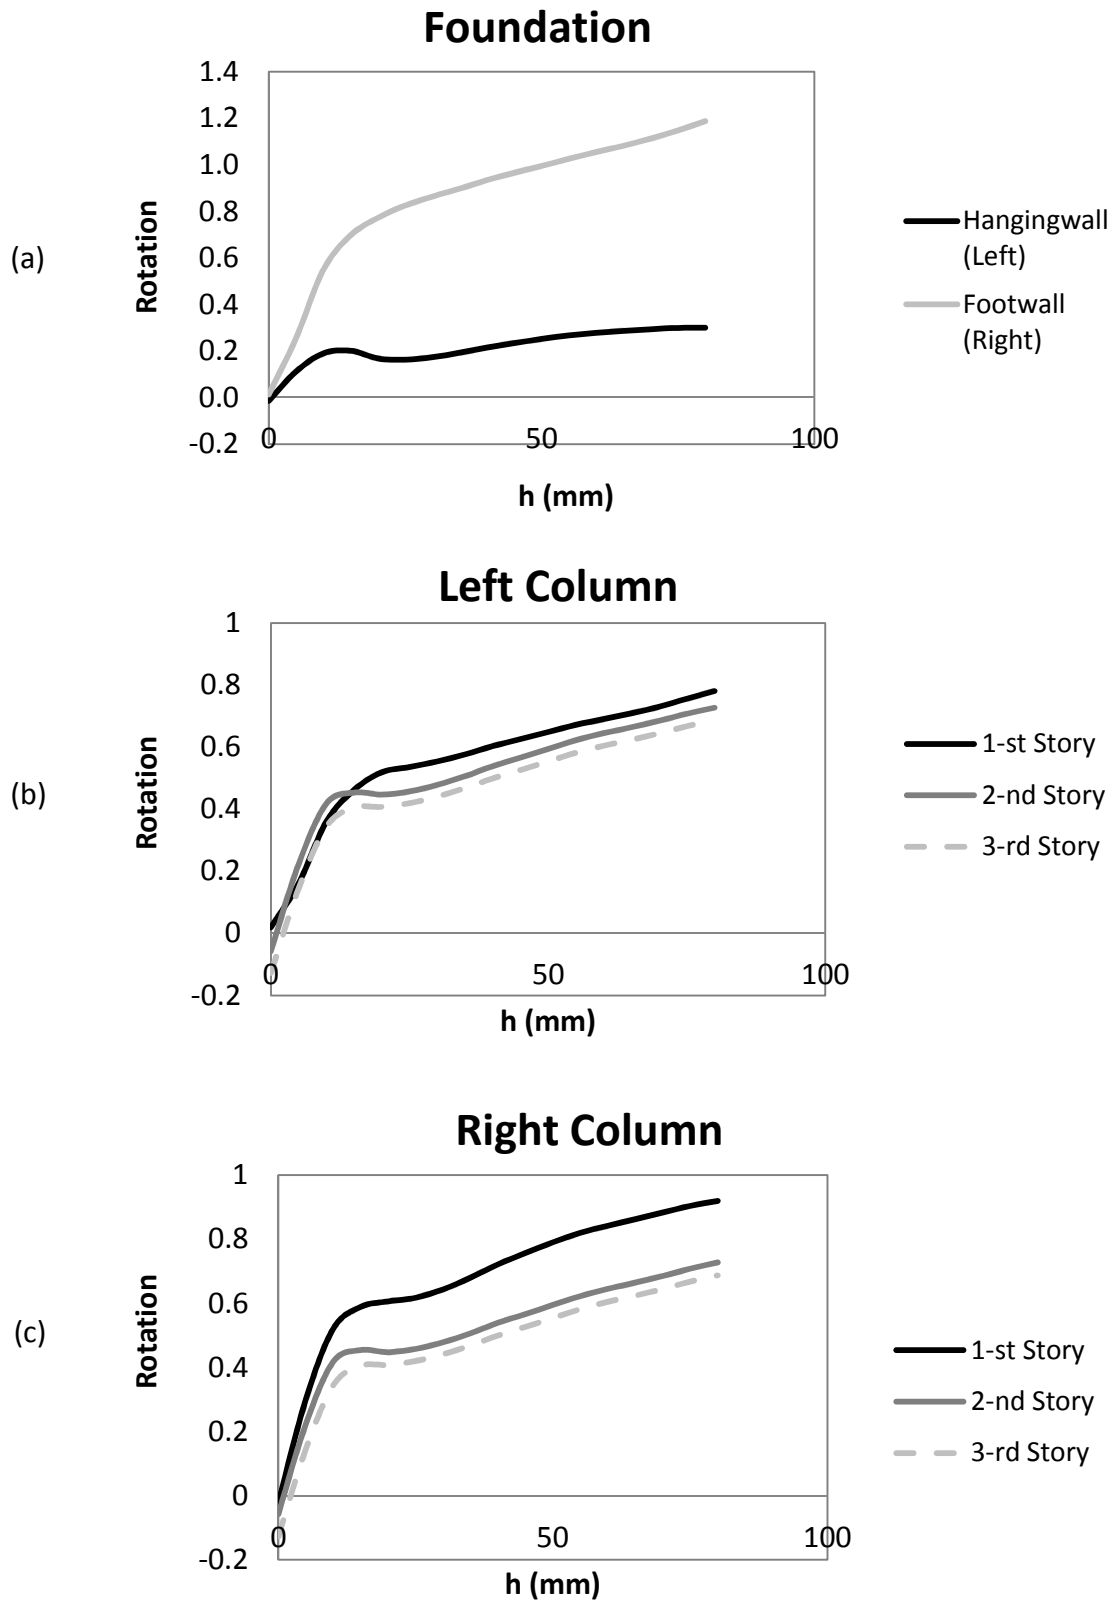 Foundation
(a)
Rotation
1.4
1.2
1.0
0.8
0.6
0.4
0.2
0.0
-0.2
0
50
100
h (mm)
Hangingwall
(Left)
Footwall
(Right)
Left Column
(b)
Rotation
1
0.8
0.6
0.4
0.2
0
-0.2
0
50
100
h (mm)
1-st Story
2-nd Story
3-rd Story
Right Column
(c)
Rotation
1
0.8
0.6
0.4
0.2
0
-0.2
0
50
100
h (mm)
1-st Story
2-nd Story
3-rd Story